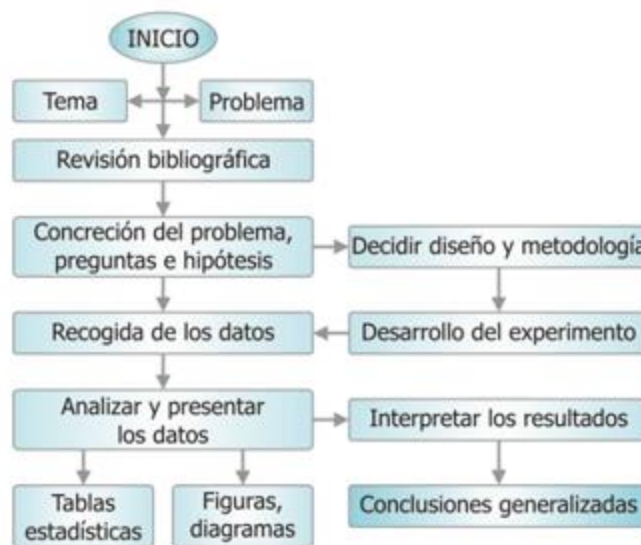 INICIO
Tema
Problema
Revisión bibliográfica
Concreción del problema,
preguntas e hipótesis
Decidir diseño y metodología
Recogida de los datos
Desarrollo del experimento
Analizar y presentar
los datos
Interpretar los resultados
Tablas
estadísticas
Figuras,
diagramas
Conclusiones generalizadas